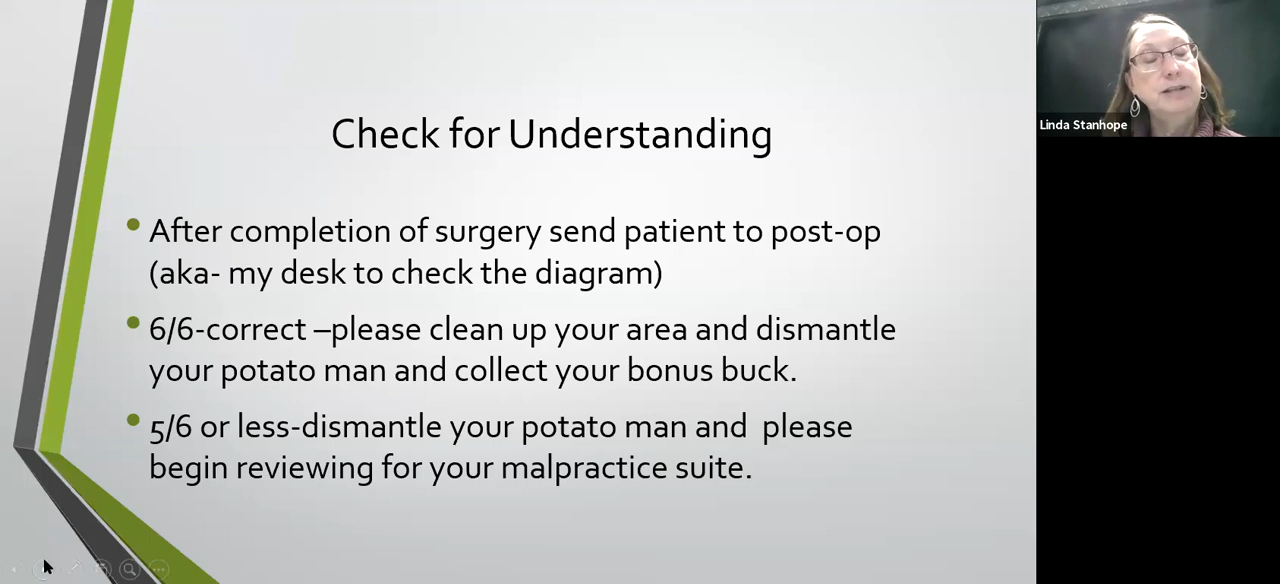 Check for Understanding
After completion of surgery send patient to post-op
(aka- my desk to check the diagram)
6/6-correct –please clean up your area and dismantle
your potato man and collect your bonus buck.
5/6 or less-dismantle your potato man and  please
begin reviewing for your malpractice suite.
Linda Stanhope